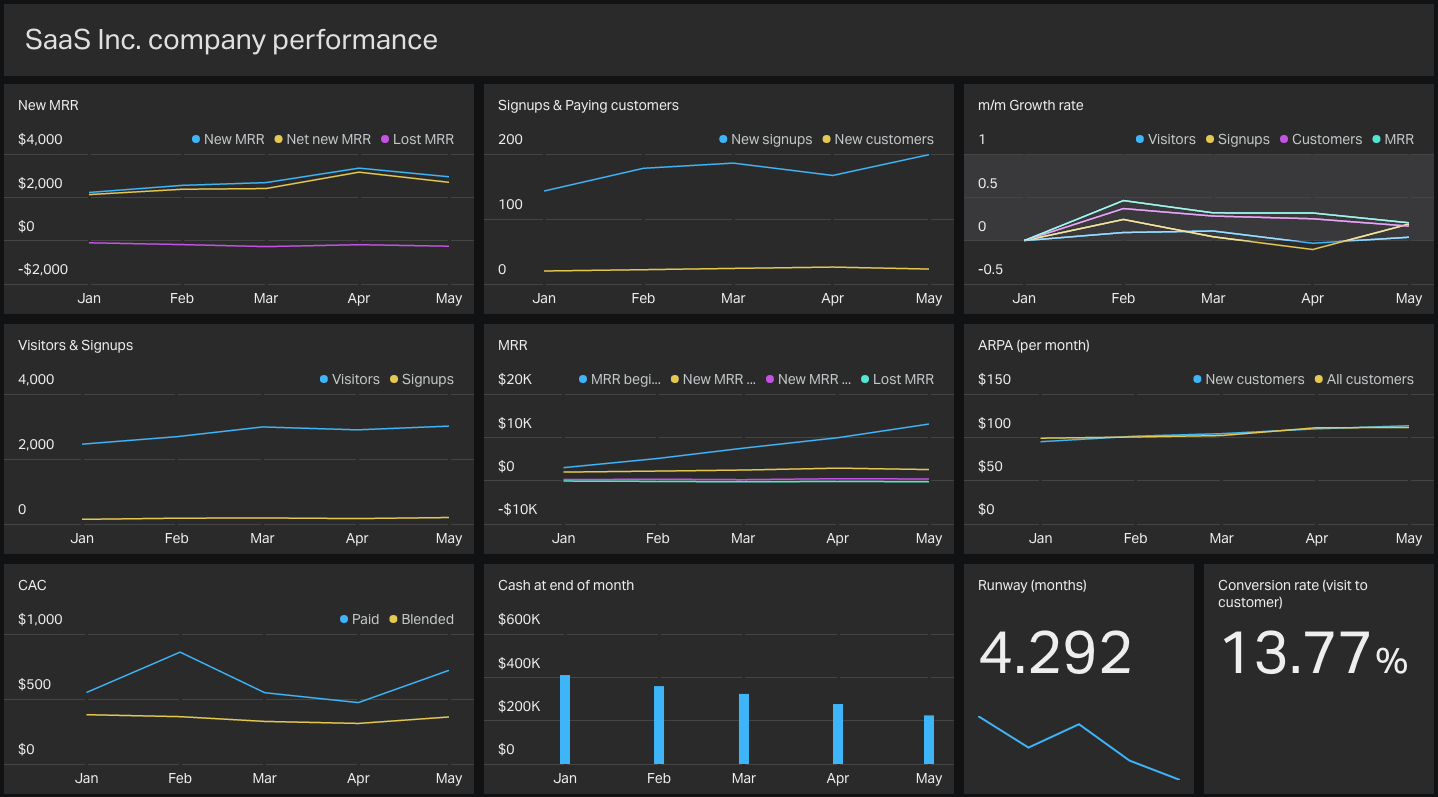 SaaS Inc. company performance
New MRR
$4,000
New MRR Net new MRR Lost MRR
$2,000
$0
-$2,000
Jan Feb Mar Apr May
Signups & Paying customers
200
New signups New customers
100
0
Jan Feb Mar Apr May
m/m Growth rate
1
Visitors Signups Customers MRR
0.5
0
-0.5
Jan Feb Mar Apr May
Visitors & Signups
4,000
Visitors Signups
2,000
0
Jan Feb Mar Apr May
MRR
$20K
MRR begi... New MRR ... New MRR ... Lost MRR
$10K
$0
-$10K
Jan Feb Mar Apr May
ARPA (per month)
$150
New customers All customers
$100
$50
$0
Jan Feb Mar Apr May
CAC
$1,000
Paid Blended
$500
$0
Jan Feb Mar Apr May
Cash at end of month
$600K
$400K
$200K
$0
Jan Feb Mar Apr May
Runway (months)
4.292
Conversion rate (visit to
customer)
13.77%